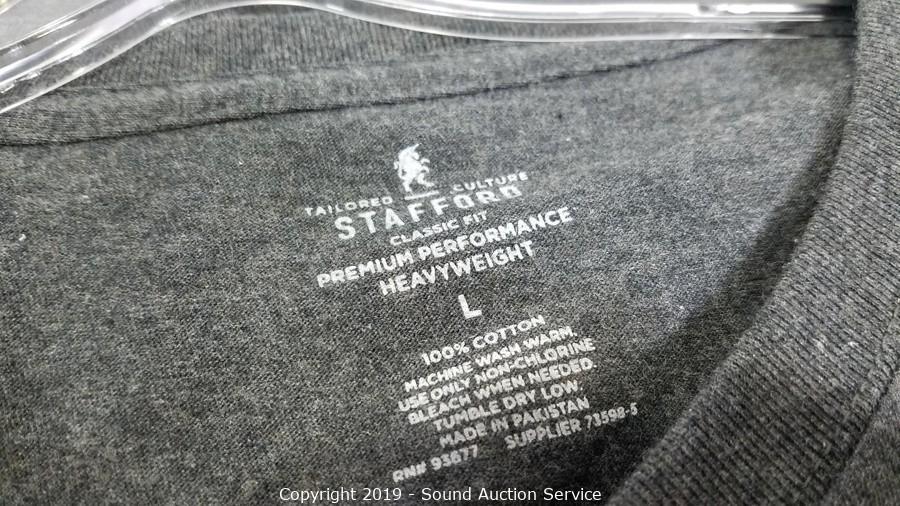 TAILORED CULTURE
STAFFORD
CLASSIC FIT
PREMIUM PERFORMANCE
HEAVYWEIGHT
L
100% COTTON
MACHINE WASH WARM.
USE ONLY NON-CHLORINE
BLEACH WHEN NEEDED.
TUMBLE DRY LOW.
MADE IN PAKISTAN
RN# 93677 SUPPLIER 73598-5
Copyright 2019 - Sound Auction Service